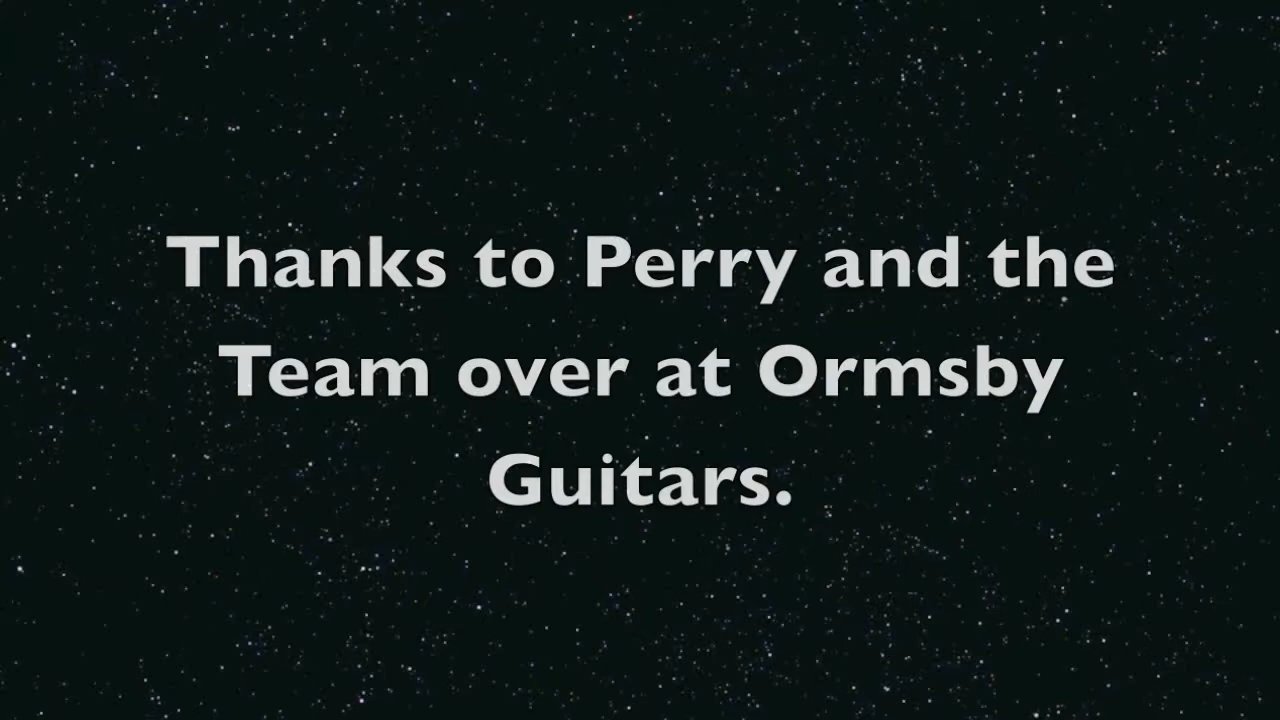 Thanks to Perry and the
Team over at Ormsby
Guitars.